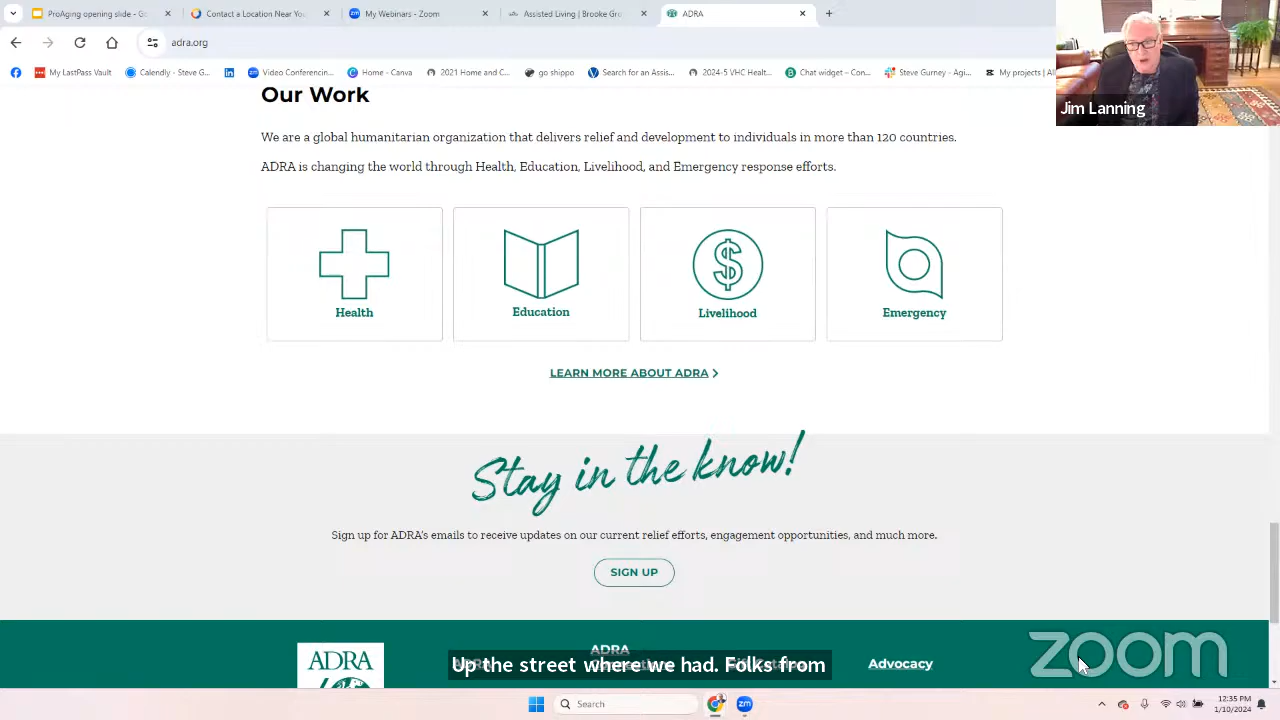 ProAging opening slide - Go
Contact a Location Near You
My Webinars - Zoom
Assisted Living | Brooke Gro
ADRA
adra.org
My LastPass Vault
Calendly - Steve G...
Video Conferencin...
Home - Canva
2021 Home and C...
go shippo
Search for an Assis...
2024-5 VHC Healt...
Chat widget – Con...
Steve Gurney - Agi...
My projects | Al
Jim Lanning
Our Work
We are a global humanitarian organization that delivers relief and development to individuals in more than 120 countries.
ADRA is changing the world through Health, Education, Livelihood, and Emergency response efforts.
Health
Education
Livelihood
Emergency
LEARN MORE ABOUT ADRA
Stay in the know!
Sign up for ADRA's emails to receive updates on our current relief efforts, engagement opportunities, and much more.
SIGN UP
ADRA
ADRA
Advocacy
Up the street where we had. Folks from
zoom
Search
12:35 PM
1/10/2024